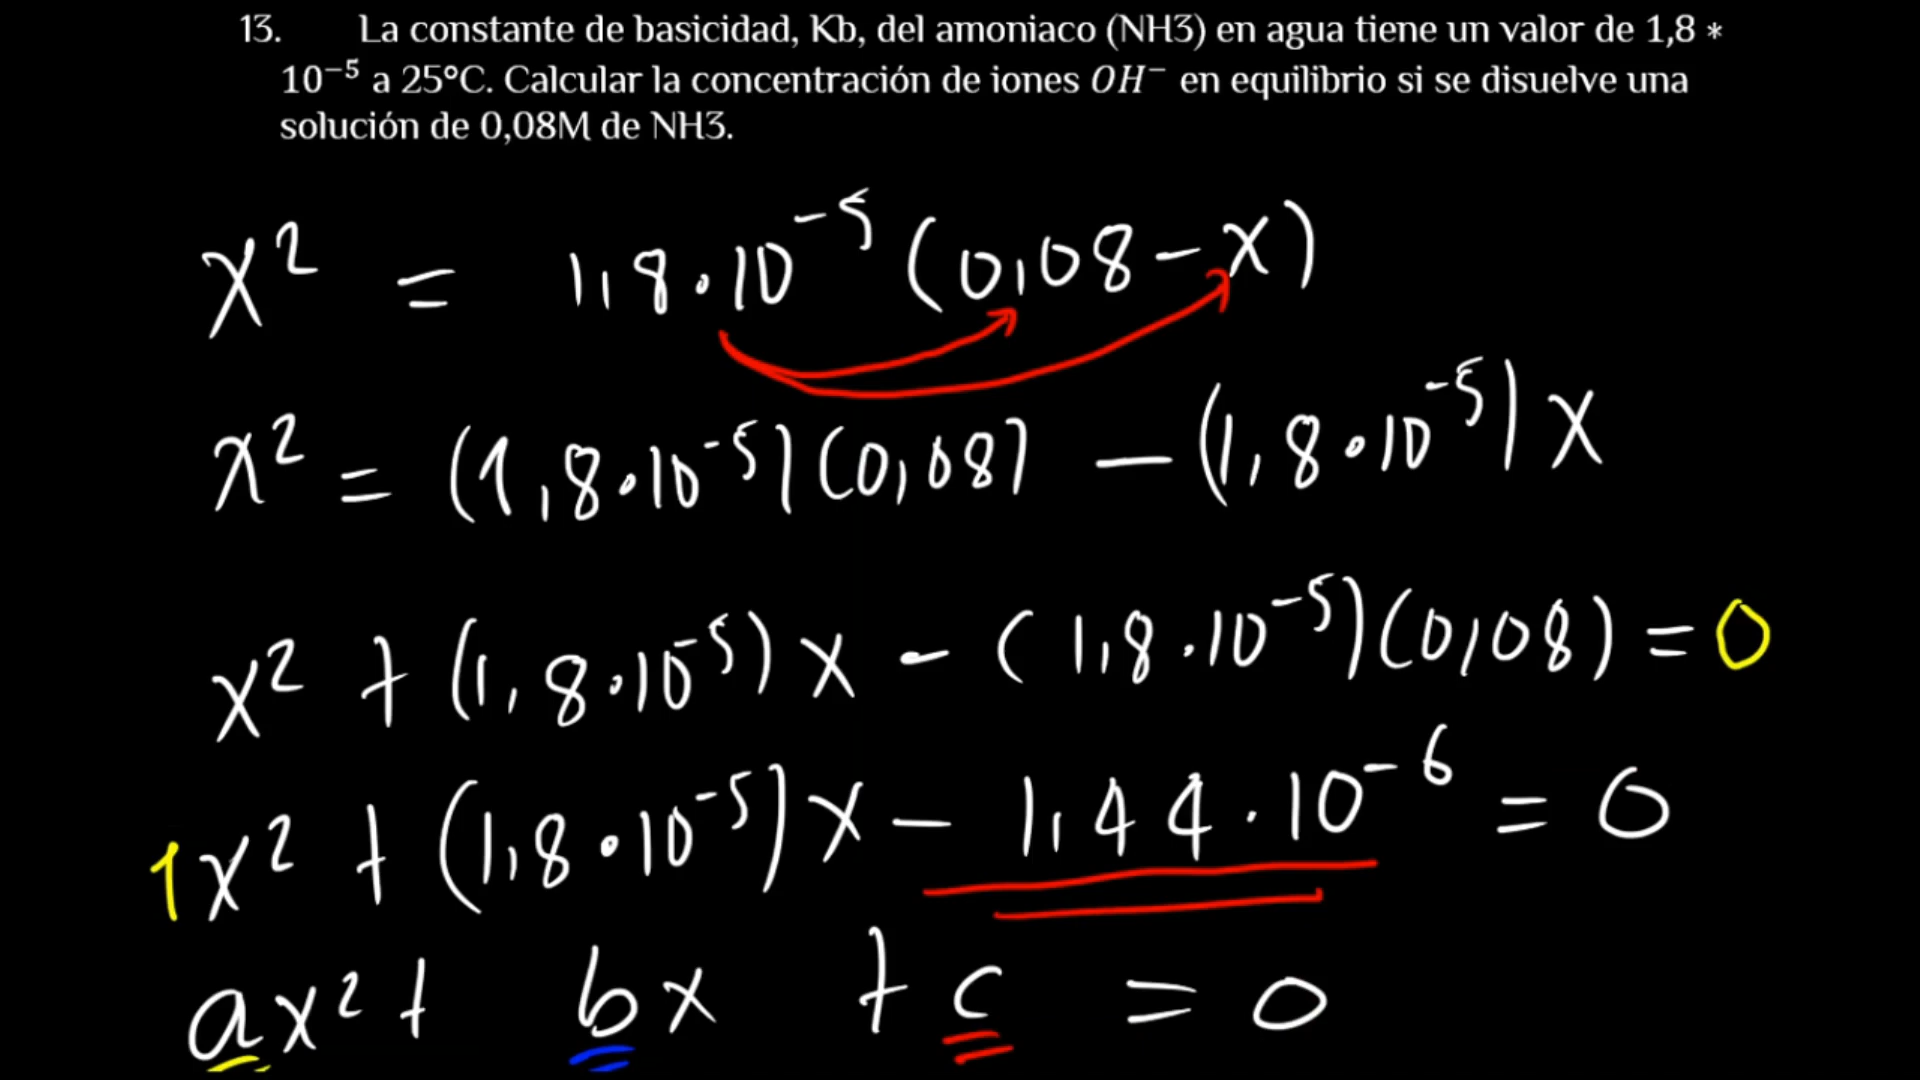 13. La constante de basicidad, Kb, del amoniaco (NH3) en agua tiene un valor de 1,8 *
10⁻⁵ a 25°C. Calcular la concentración de iones OH⁻ en equilibrio si se disuelve una
solución de 0,08M de NH3.
x² = 1,8.10⁻⁵ (0,08-x)
x² = (1,8.10⁻⁵)(0,08) - (1,8.10⁻⁵)x
x² + (1,8.10⁻⁵)x - (1,8.10⁻⁵)(0,08) = 0
1x² + (1,8.10⁻⁵)x - 1,44.10⁻⁶ = 0
ax² + bx + c = 0